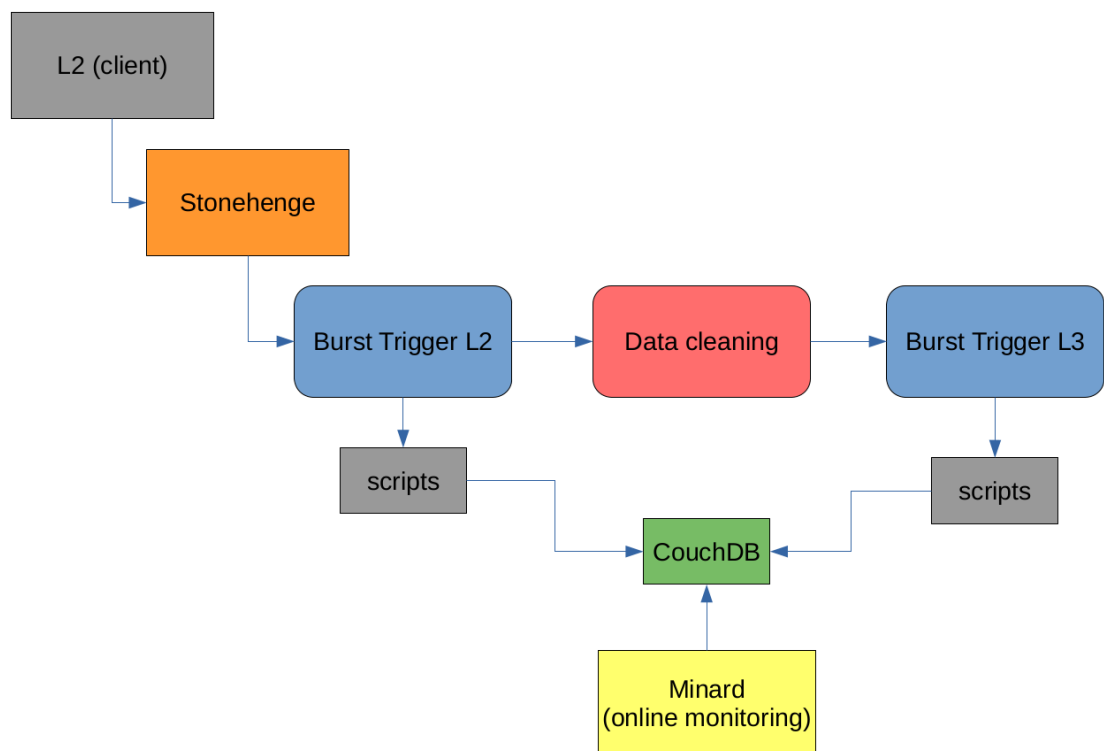 L2 (client)
Stonehenge
Burst Trigger L2
Data cleaning
Burst Trigger L3
scripts
scripts
CouchDB
Minard
(online monitoring)